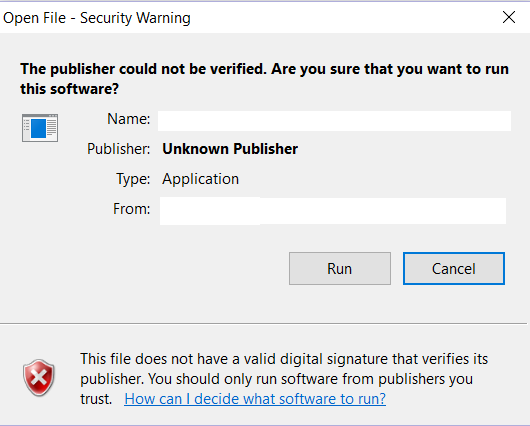 Open File - Security Warning
The publisher could not be verified. Are you sure that you want to run
this software?
Name:
Publisher: Unknown Publisher
Type: Application
From:
Run Cancel
This file does not have a valid digital signature that verifies its
publisher. You should only run software from publishers you
trust. How can I decide what software to run?